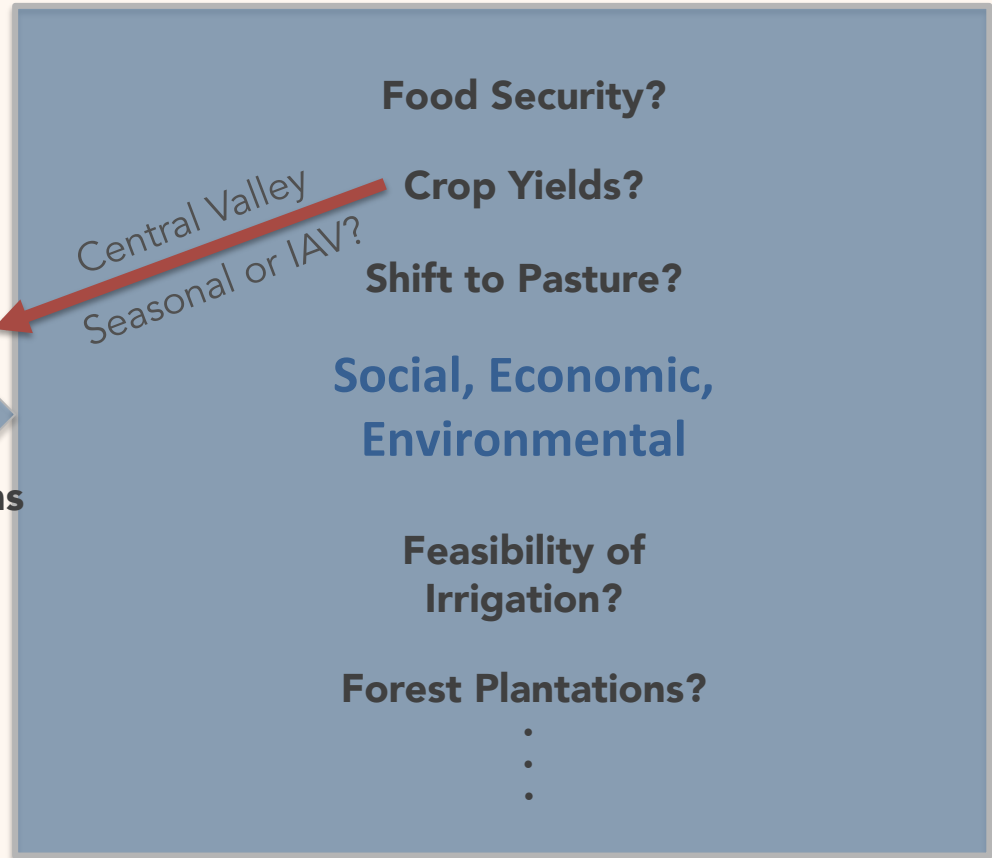 Food Security?
Central Valley
Crop Yields?
Seasonal or IAV?
Shift to Pasture?
Social, Economic,
Environmental
ns
Feasibility of
Irrigation?
Forest Plantations?
.
.
.